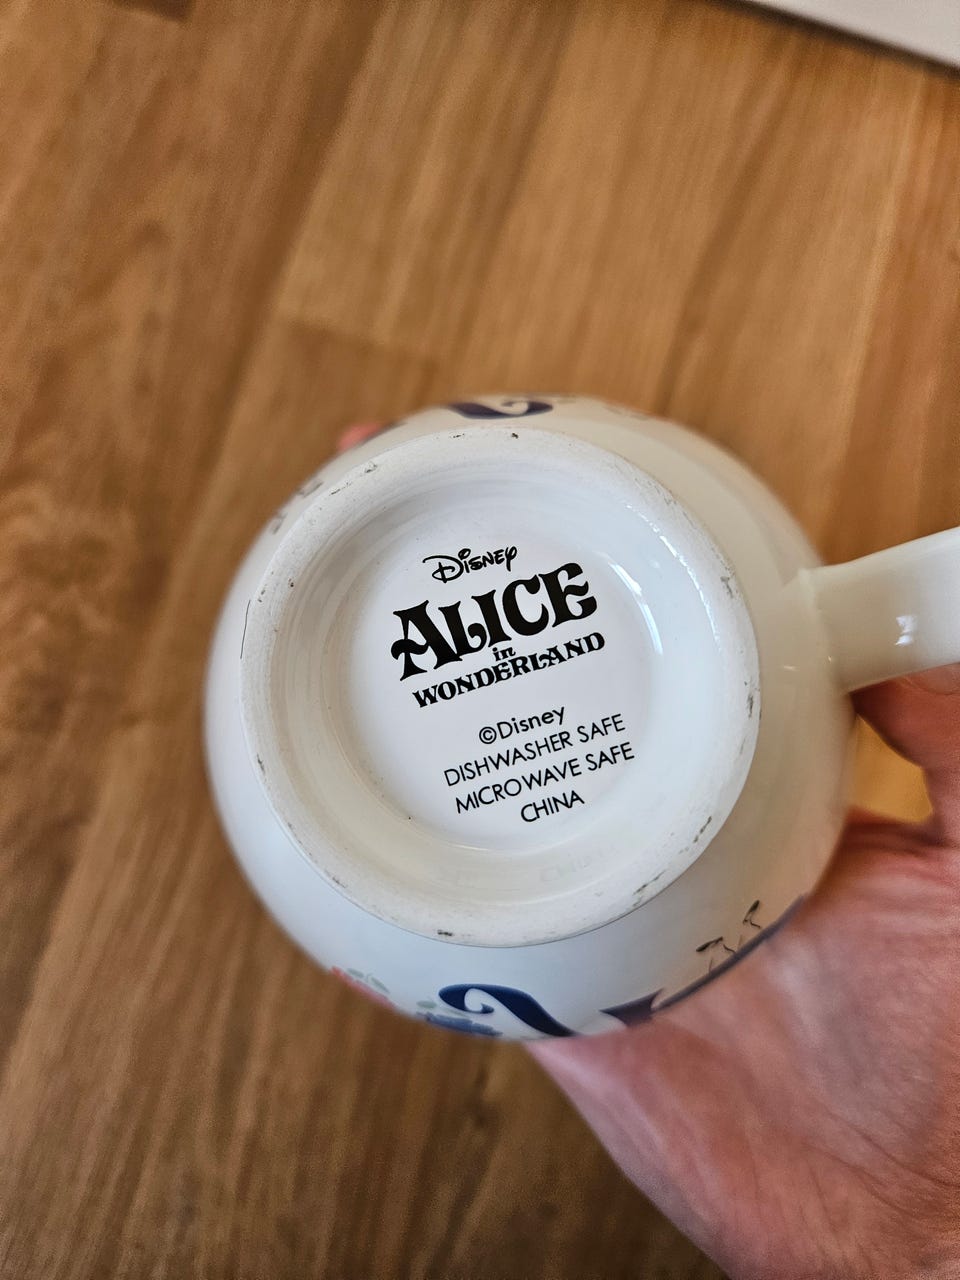 Disney
ALICE
in
WONDERLAND
©Disney
DISHWASHER SAFE
MICROWAVE SAFE
CHINA